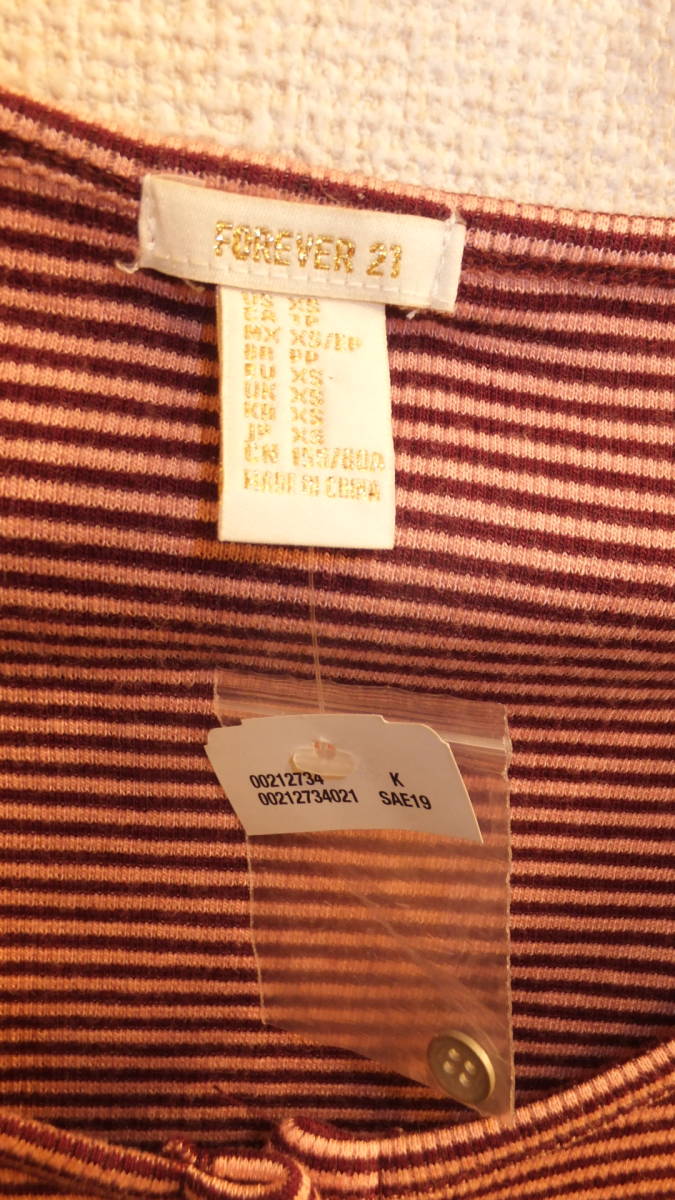 FOREVER 21
US XS
CA TP
MX XS/EP
BR PP
EU XS
UK XS
KR XS
JP XS
CN 155/80A
MADE IN CHINA
00212734 K
00212734021 SAE19